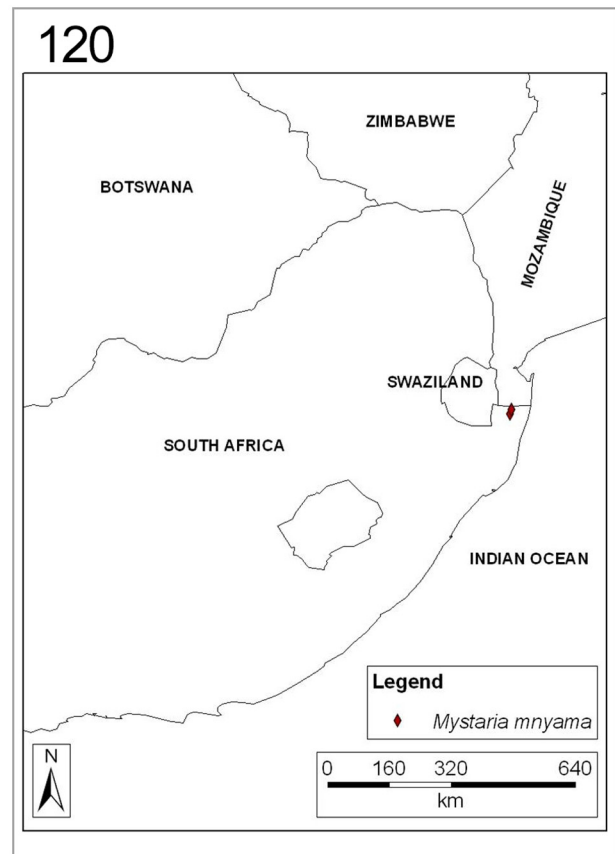 120
ZIMBABWE
BOTSWANA
MOZAMBIQUE
SWAZILAND
SOUTH AFRICA
INDIAN OCEAN
Legend
Mystaria mnyama
N
0 160 320 640
km